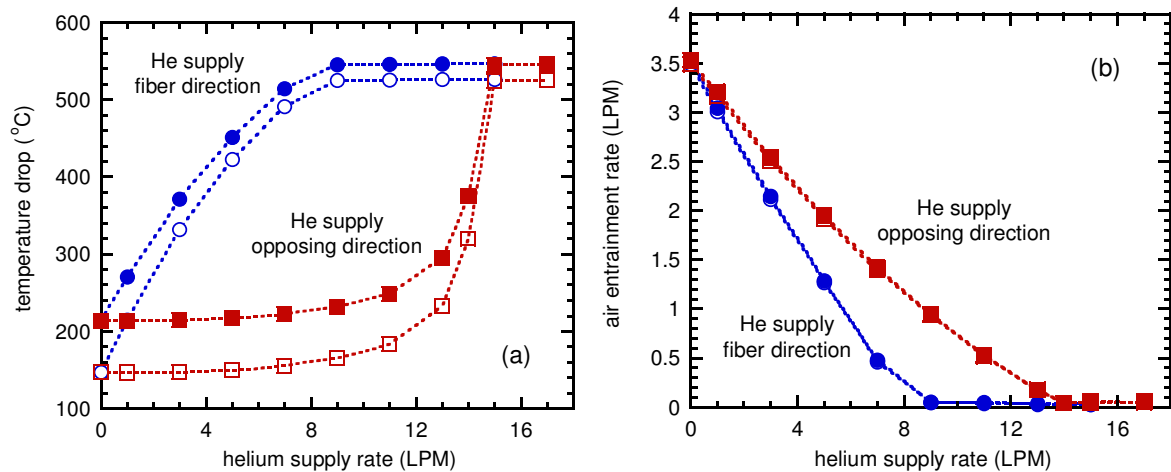 600
500
400
300
200
100
0
4
8
12
16
temperature drop (°C)
helium supply rate (LPM)
He supply
fiber direction
He supply
opposing direction
(a)
4
3.5
3
2.5
2
1.5
1
0.5
0
0
4
8
12
16
air entrainment rate (LPM)
helium supply rate (LPM)
(b)
He supply
opposing direction
He supply
fiber direction